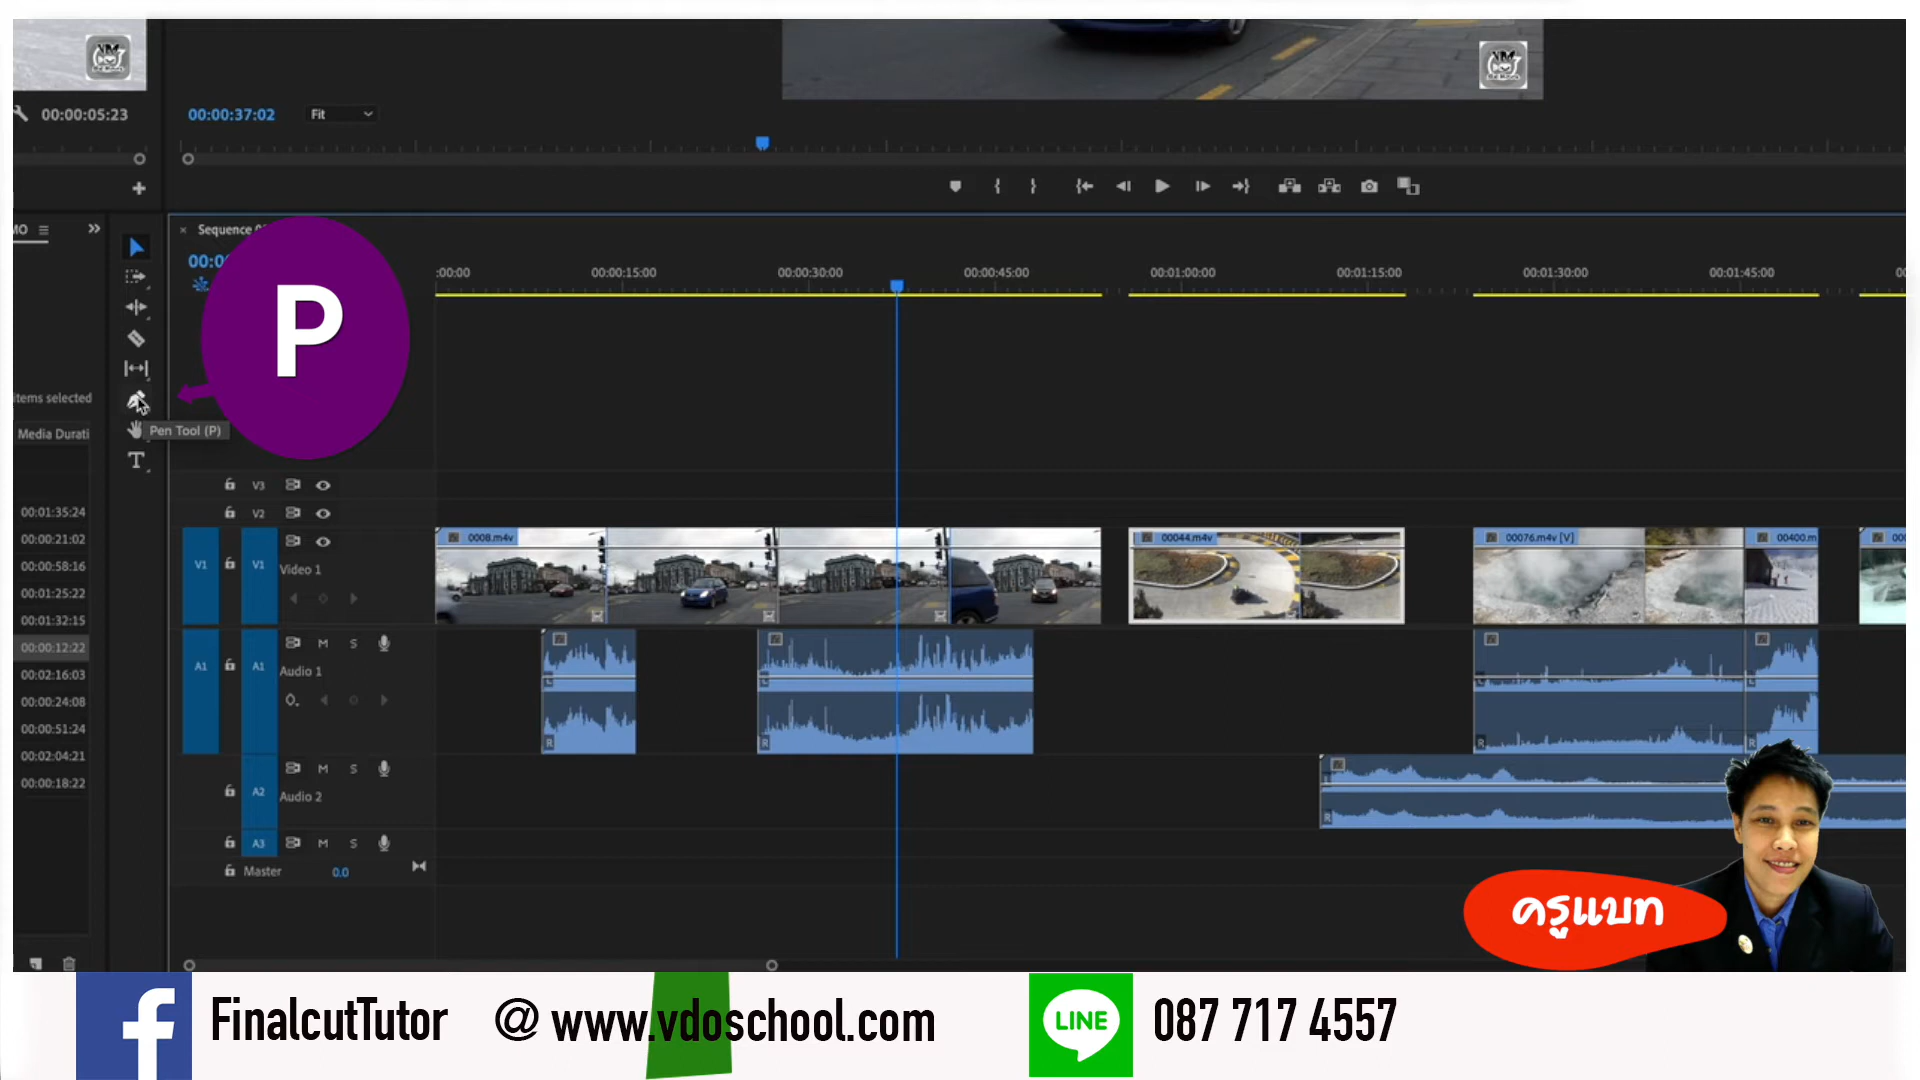 00:00:05:23
00:00:37:02
Fit
MO
Sequence 0
00:0
:00:00
00:00:15:00
00:00:30:00
00:00:45:00
00:01:00:00
00:01:15:00
00:01:30:00
00:01:45:00
P
items selected
Pen Tool (P)
Media Durati
V3
V2
00:01:35:24
00:00:21:02
00:00:58:16
00:01:25:22
00:01:32:15
00:00:12:22
00:02:16:03
00:00:24:08
00:00:51:24
00:02:04:21
00:00:18:22
V1
V1
Video 1
0008.m4v
00044.m4v
00076.m4v [V]
00400.m
A1
A1
M
S
Audio 1
L
R
L
R
L
R
L
R
A2
M
S
Audio 2
L
R
A3
M
S
Master
0.0
ครูแบท
FinalcutTutor
@ www.vdoschool.com
LINE
087 717 4557